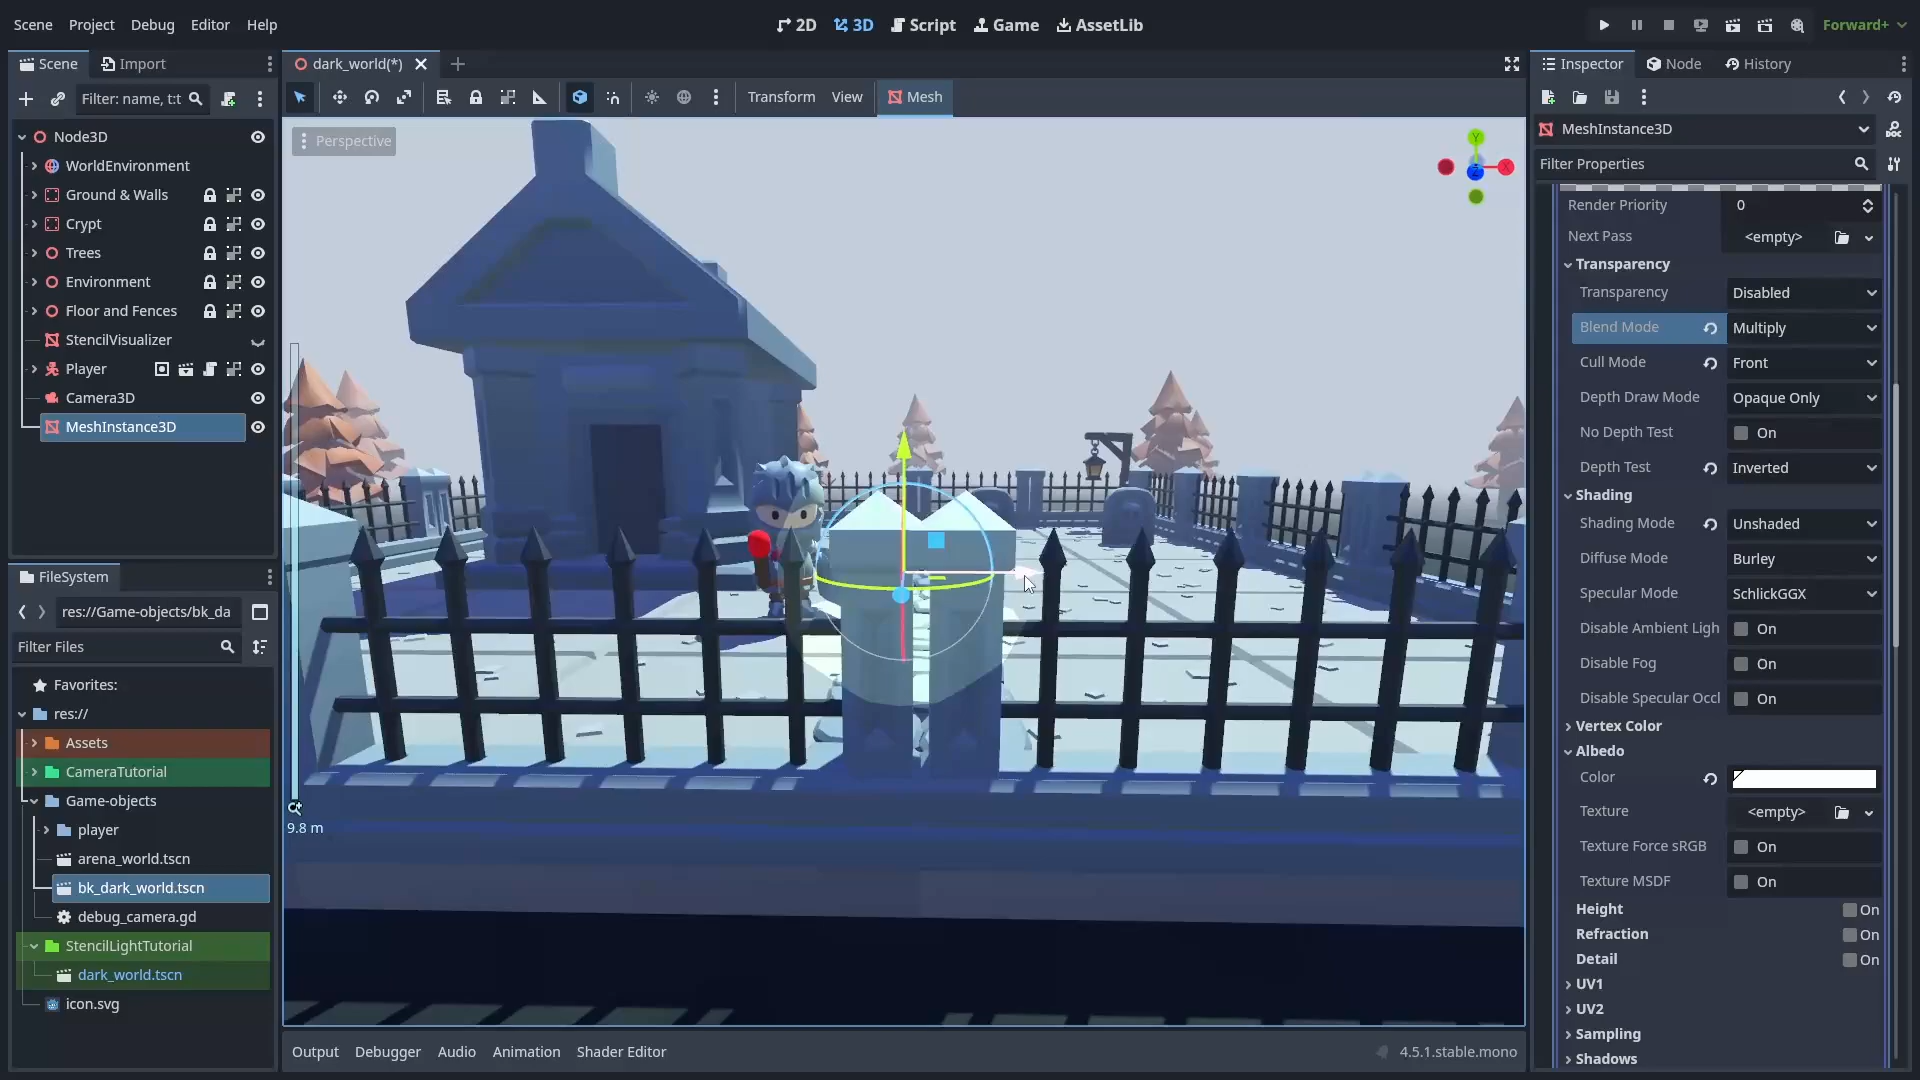 Scene Project Debug Editor Help
2D 3D Script Game AssetLib
Forward+
Scene Import
Filter: name, t:t
Node3D
WorldEnvironment
Ground & Walls
Crypt
Trees
Environment
Floor and Fences
StencilVisualizer
Player
Camera3D
MeshInstance3D
FileSystem
res://Game-objects/bk_da
Filter Files
Favorites:
res://
Assets
CameraTutorial
Game-objects
player
arena_world.tscn
bk_dark_world.tscn
debug_camera.gd
StencilLightTutorial
dark_world.tscn
icon.svg
dark_world(*)
Transform View Mesh
Perspective
Y
X
Z
9.8 m
Output Debugger Audio Animation Shader Editor
4.5.1.stable.mono
Inspector Node History
MeshInstance3D
Filter Properties
Render Priority 0
Next Pass <empty>
Transparency
Transparency Disabled
Blend Mode Multiply
Cull Mode Front
Depth Draw Mode Opaque Only
No Depth Test On
Depth Test Inverted
Shading
Shading Mode Unshaded
Diffuse Mode Burley
Specular Mode SchlickGGX
Disable Ambient Ligh On
Disable Fog On
Disable Specular Occl On
Vertex Color
Albedo
Color
Texture <empty>
Texture Force sRGB On
Texture MSDF On
Height On
Refraction On
Detail On
UV1
UV2
Sampling
Shadows